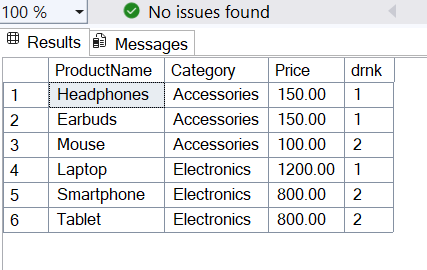 100 %
No issues found
Results
Messages
ProductName Category Price drnk
1 Headphones Accessories 150.00 1
2 Earbuds Accessories 150.00 1
3 Mouse Accessories 100.00 2
4 Laptop Electronics 1200.00 1
5 Smartphone Electronics 800.00 2
6 Tablet Electronics 800.00 2